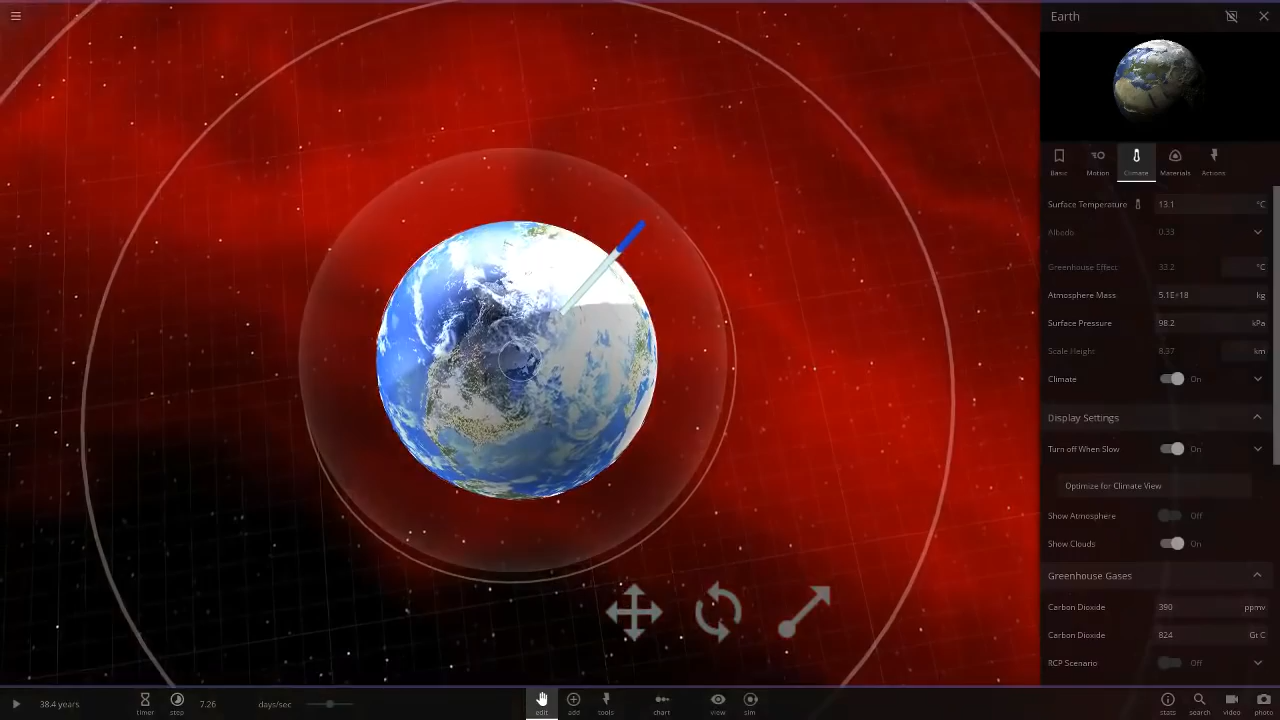 Earth
Basic Motion Climate Materials Actions
Surface Temperature 13.1 °C
Albedo 0.33
Greenhouse Effect 33.2 °C
Atmosphere Mass 5.1E+18 kg
Surface Pressure 98.2 kPa
Scale Height 8.37 km
Climate On
Display Settings
Turn off When Slow On
Optimize for Climate View
Show Atmosphere Off
Show Clouds On
Greenhouse Gases
Carbon Dioxide 390 ppmv
Carbon Dioxide 824 Gt C
RCP Scenario Off
38.4 years timer step 7.26 days/sec edit add tools chart view sim stats search video photo